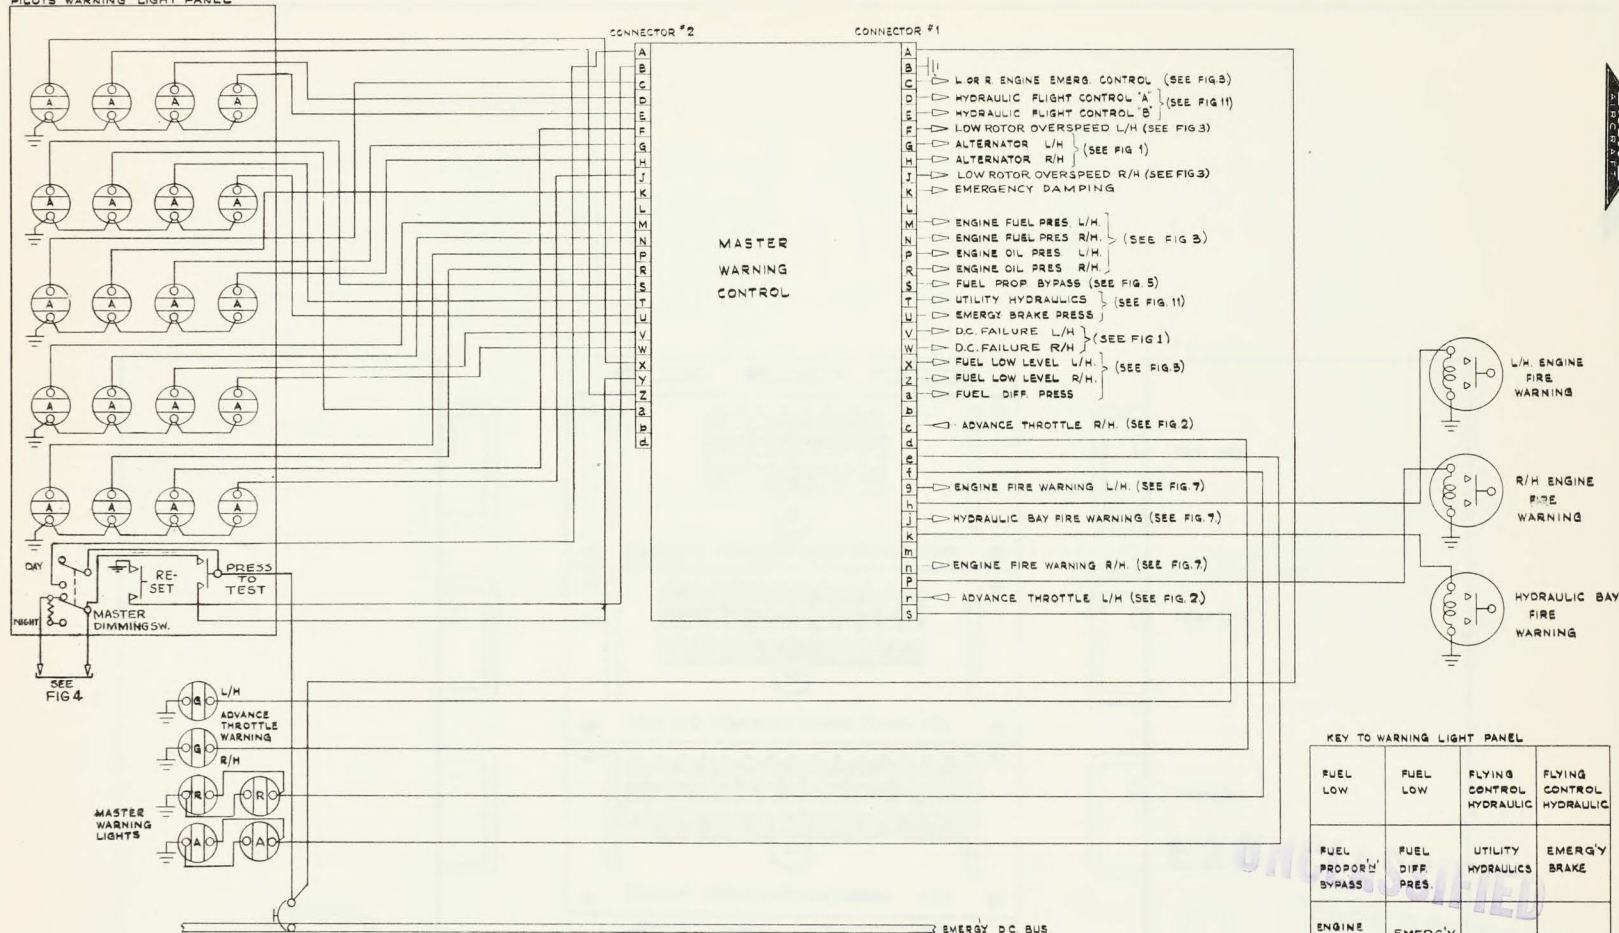 PILOTS WARNING LIGHT PANEL
CONNECTOR #2
CONNECTOR #1
AIRCRAFT
A
B
C
D
E
F
G
H
J
K
L
M
N
P
R
S
T
U
V
W
X
Y
Z
a
b
d
MASTER
WARNING
CONTROL
A
B
C L OR R. ENGINE EMERG. CONTROL (SEE FIG.3)
D HYDRAULIC FLIGHT CONTROL "A" (SEE FIG 11)
E HYDRAULIC FLIGHT CONTROL "B"
F LOW ROTOR OVERSPEED L/H (SEE FIG 3)
G ALTERNATOR L/H (SEE FIG 1)
H ALTERNATOR R/H
J LOW ROTOR OVERSPEED R/H (SEE FIG 3)
K EMERGENCY DAMPING
L
M ENGINE FUEL PRES L/H.
N ENGINE FUEL PRES R/H. (SEE FIG 3)
P ENGINE OIL PRES. L/H.
R ENGINE OIL PRES R/H.
S FUEL PROP. BYPASS (SEE FIG. 5)
T UTILITY HYDRAULICS (SEE FIG. 11)
U EMERGY BRAKE PRESS
V D.C. FAILURE L/H (SEE FIG 1)
W D.C. FAILURE R/H
X FUEL LOW LEVEL L/H. (SEE FIG.3)
Z FUEL LOW LEVEL R/H.
a FUEL DIFF. PRESS
b
c ADVANCE THROTTLE R/H. (SEE FIG.2)
d
e
f
g ENGINE FIRE WARNING L/H. (SEE FIG.7)
h
j HYDRAULIC BAY FIRE WARNING (SEE FIG.7.)
k
m
n ENGINE FIRE WARNING R/H. (SEE FIG.7.)
p
r ADVANCE THROTTLE L/H (SEE FIG. 2.)
s
A A A A
A A A A
A A A A
A A A A
A A A A
DAY
NIGHT
RE-
SET
PRESS
TO
TEST
MASTER
DIMMING SW.
SEE
FIG 4
G L/H
ADVANCE
THROTTLE
WARNING
G R/H
R R
MASTER
WARNING
LIGHTS
A A
EMERGY D.C. BUS.
L/H. ENGINE
FIRE
WARNING
R/H ENGINE
FIRE
WARNING
HYDRAULIC BAY
FIRE
WARNING
KEY TO WARNING LIGHT PANEL
FUEL
LOW
FUEL
LOW
FLYING
CONTROL
HYDRAULIC
FLYING
CONTROL
HYDRAULIC
FUEL
PROPOR'N'
BYPASS
FUEL
DIFF.
PRES.
UTILITY
HYDRAULICS
EMERG'Y
BRAKE
ENGINE
EMERG'Y
UNCLASSIFIED